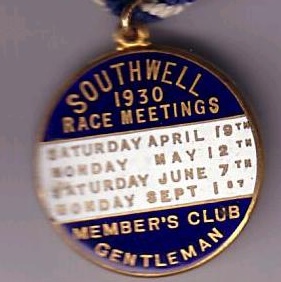 SOUTHWELL
1930
RACE MEETINGS
SATURDAY APRIL 19TH
MONDAY MAY 12TH
SATURDAY JUNE 7TH
MONDAY SEPT 1ST
MEMBER'S CLUB
GENTLEMAN